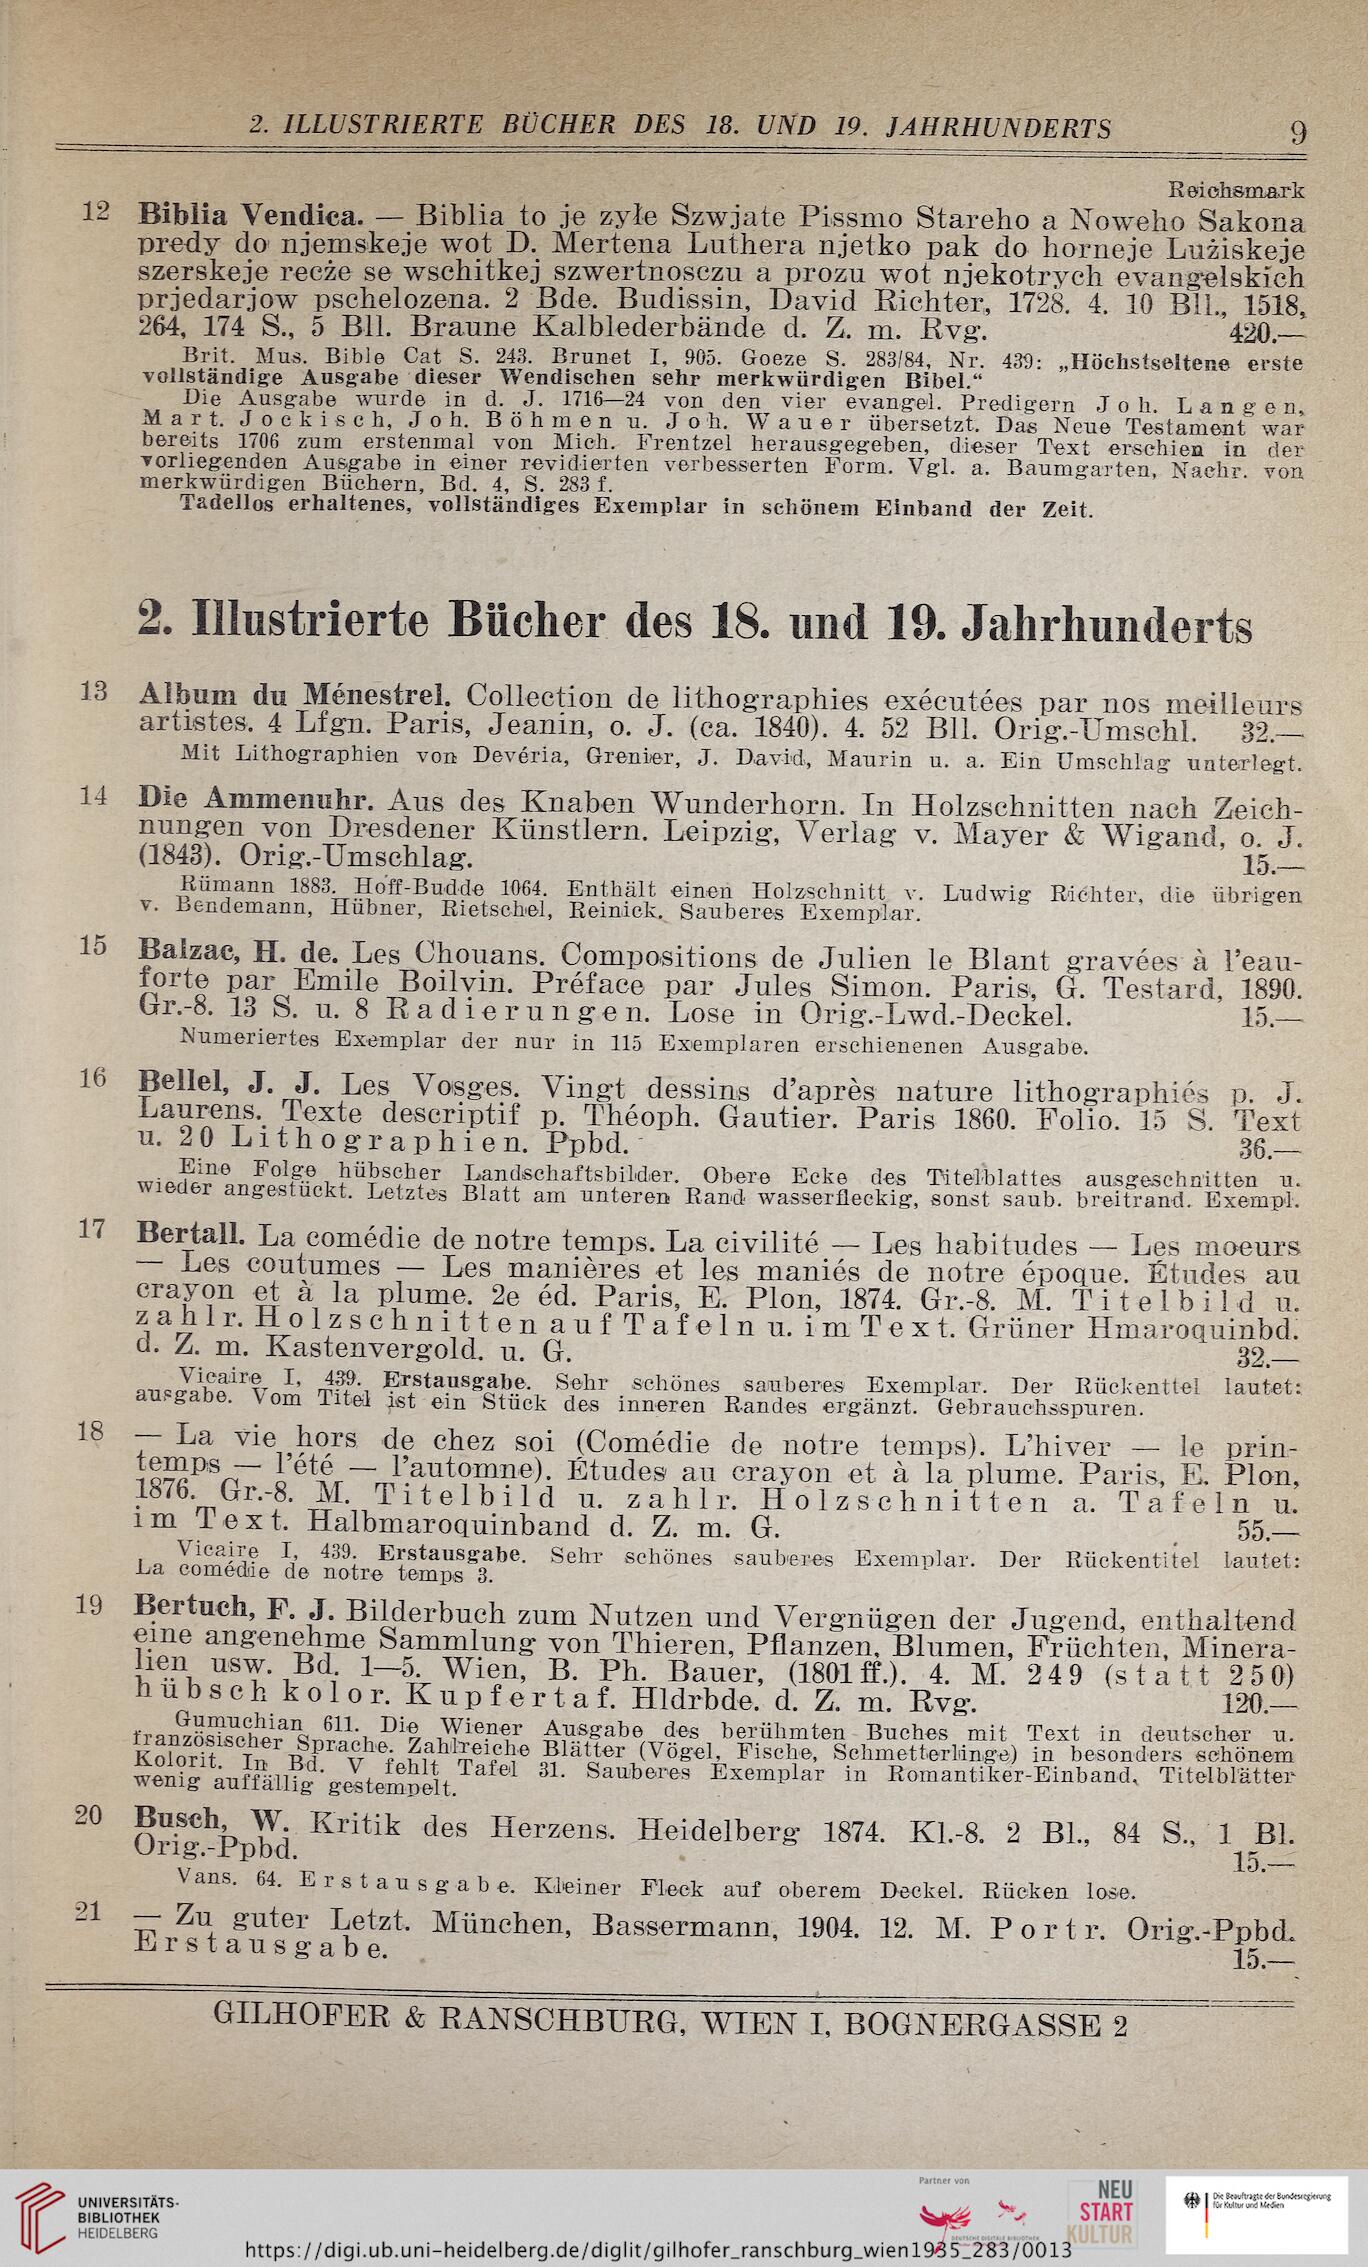 2. ILLUSTRIERTE BÜCHER DES 18. UND 19. JAHRHUNDERTS 9
Reichsmark
12 Biblia Vendica. — Biblia to je zyłe Szwjate Pissmo Stareho a Noweho Sakona
predy do njemskeje wot D. Mertena Luthera njetko pak do horneje Lużiskeje
szerskeje recże se wschitkej szwertnosczu a prozu wot njekotrych evangelskich
prjedarjow pschelozena. 2 Bde. Budissin, David Richter, 1728. 4. 10 Bll., 1518,
264, 174 S., 5 Bll. Braune Kalblederbände d. Z. m. Rvg. 420.—
Brit. Mus. Bible Cat S. 243. Brunet I, 905. Goeze S. 283/84, Nr. 439: „Höchstseltene erste
vollständige Ausgabe dieser Wendischen sehr merkwürdigen Bibel.“
Die Ausgabe wurde in d. J. 1716—24 von den vier evangel. Predigern Joh. Langen,
Mart. Jockisch, Joh. Böhmen u. Joh. Wauer übersetzt. Das Neue Testament war
bereits 1706 zum erstenmal von Mich. Frentzel herausgegeben, dieser Text erschien in der
vorliegenden Ausgabe in einer revidierten verbesserten Form. Vgl. a. Baumgarten, Nachr. von
merkwürdigen Büchern, Bd. 4, S. 283 f.
Tadellos erhaltenes, vollständiges Exemplar in schönem Einband der Zeit.
2. Illustrierte Bücher des 18. und 19. Jahrhunderts
13 Album du Ménestrel. Collection de lithographies exécutées par nos meilleurs
artistes. 4 Lfgn. Paris, Jeanin, o. J. (ca. 1840). 4. 52 Bll. Orig.-Umschl. 32.—
Mit Lithographien von Devéria, Grenier, J. David, Maurin u. a. Ein Umschlag unterlegt.
14 Die Ammenuhr. Aus des Knaben Wunderhorn. In Holzschnitten nach Zeich-
nungen von Dresdener Künstlern. Leipzig, Verlag v. Mayer & Wigand, o. J.
(1843). Orig.-Umschlag. 15.—
Rümann 1883. Hoff-Budde 1064. Enthält einen Holzschnitt v. Ludwig Richter, die übrigen
v. Bendemann, Hübner, Rietschel, Reinick. Sauberes Exemplar.
15 Balzac, H. de. Les Chouans. Compositions de Julien le Blant gravées à l'eau-
forte par Emile Boilvin. Préface par Jules Simon. Paris, G. Testard, 1890.
Gr.-8. 13 S. u. 8 Radierungen. Lose in Orig.-Lwd.-Deckel. 15.—
Numeriertes Exemplar der nur in 115 Exemplaren erschienenen Ausgabe.
16 Bellel, J. J. Les Vosges. Vingt dessins d'après nature lithographiés p. J.
Laurens. Texte descriptif p. Théoph. Gautier. Paris 1860. Folio. 15 S. Text
u. 20 Lithographien. Ppbd. 36.—
Eine Folge hübscher Landschaftsbilder. Obere Ecke des Titelblattes ausgeschnitten u.
wieder angestückt. Letztes Blatt am unteren Rand wasserfleckig, sonst saub. breitrand. Exempl.
17 Bertall. La comédie de notre temps. La civilité — Les habitudes — Les moeurs
— Les coutumes — Les manières et les maniés de notre époque. Études au
crayon et à la plume. 2e éd. Paris, E. Plon, 1874. Gr.-8. M. Titelbild u.
zahlr. Holzschnitten auf Tafeln u. im Text. Grüner Hmaroquinbd.
d. Z. m. Kastenvergold. u. G. 32.—
Vicaire I, 439. Erstausgabe. Sehr schönes sauberes Exemplar. Der Rückenttel lautet:
ausgabe. Vom Titel ist ein Stück des inneren Randes ergänzt. Gebrauchsspuren.
18 — La vie hors de chez soi (Comédie de notre temps). L'hiver — le prin-
temps — l'été — l'automne). Études au crayon et à la plume. Paris, E. Plon,
1876. Gr.-8. M. Titelbild u. zahlr. Holzschnitten a. Tafeln u.
im Text. Halbmaroquinband d. Z. m. G. 55.—
Vicaire I, 439. Erstausgabe. Sehr schönes sauberes Exemplar. Der Rückentitel lautet:
La comédie de notre temps 3.
19 Bertuch, F. J. Bilderbuch zum Nutzen und Vergnügen der Jugend, enthaltend
eine angenehme Sammlung von Thieren, Pflanzen, Blumen, Früchten, Minera-
lien usw. Bd. 1—5. Wien, B. Ph. Bauer, (1801 ff.). 4. M. 249 (statt 250)
hübsch kolor. Kupfertaf. Hldrbde. d. Z. m. Rvg. 120.—
Gumuchian 611. Die Wiener Ausgabe des berühmten Buches mit Text in deutscher u.
französischer Sprache. Zahlreiche Blätter (Vögel, Fische, Schmetterlinge) in besonders schönem
Kolorit. In Bd. V fehlt Tafel 31. Sauberes Exemplar in Romantiker-Einband. Titelblätter
wenig auffällig gestempelt.
20 Busch, W. Kritik des Herzens. Heidelberg 1874. Kl.-8. 2 Bl., 84 S., 1 Bl.
Orig.-Ppbd. 15.—
Vans. 64. Erstausgabe. Kleiner Fleck auf oberem Deckel. Rücken lose.
21 — Zu guter Letzt. München, Bassermann, 1904. 12. M. Portr. Orig.-Ppbd.
Erstausgabe. 15.—
GILHOFER & RANSCHBURG, WIEN I, BOGNERGASSE 2
UNIVERSITÄTS-
BIBLIOTHEK
HEIDELBERG
https://digi.ub.uni-heidelberg.de/diglit/gilhofer_ranschburg_wien1935_283/0013
Partner von
DEUTSCHE DIGITALE BIBLIOTHEK
NEU
START
KULTUR
Die Beauftragte der Bundesregierung
für Kultur und Medien